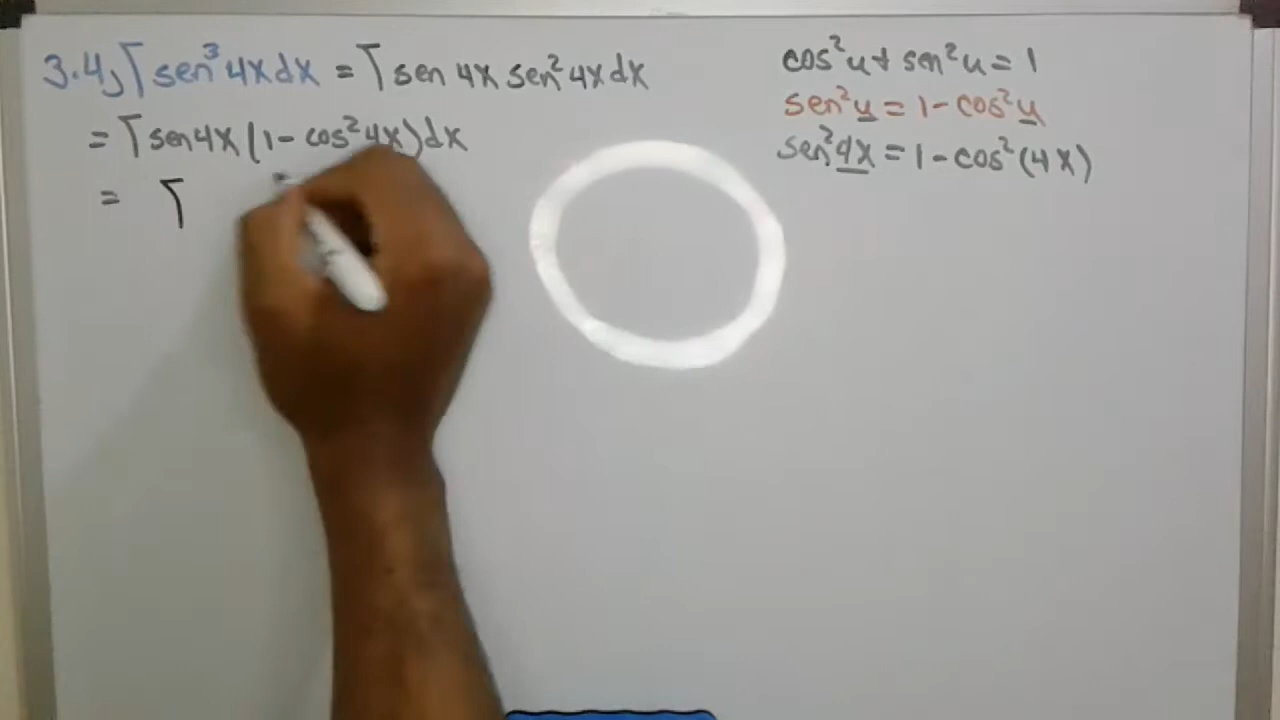 3.4) ∫ sen³ 4x dx = ∫ sen 4x sen² 4x dx
= ∫ sen 4x (1 - cos² 4x) dx
= ∫
cos² u + sen² u = 1
sen² u = 1 - cos² u
sen² 4x = 1 - cos² (4x)